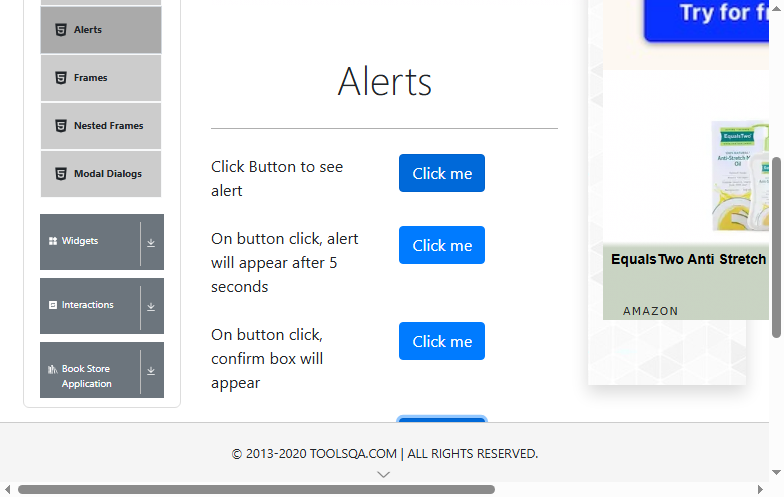 Alerts
Frames
Nested Frames
Modal Dialogs
Widgets
Interactions
Book Store
Application
Alerts
Click Button to see
alert
Click me
On button click, alert
will appear after 5
seconds
Click me
On button click,
confirm box will
appear
Click me
Try for
EqualsTwo
Anti-Stretch
Oil
EqualsTwo Anti Stretch
AMAZON
© 2013-2020 TOOLSQA.COM | ALL RIGHTS RESERVED.